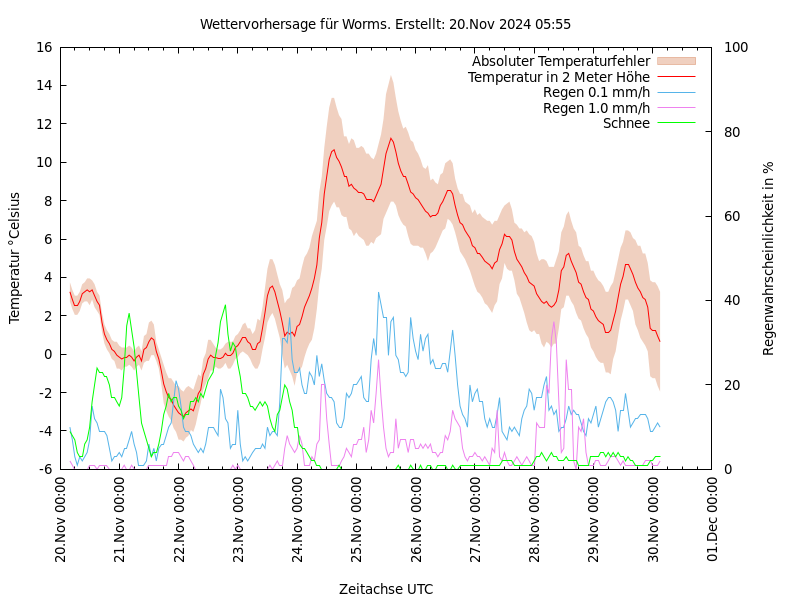 Wettervorhersage für Worms. Erstellt: 20.Nov 2024 05:55
Absoluter Temperaturfehler
Temperatur in 2 Meter Höhe
Regen 0.1 mm/h
Regen 1.0 mm/h
Schnee
Temperatur °Celsius
16
14
12
10
8
6
4
2
0
-2
-4
-6
100
80
60
40
20
0
Regenwahrscheinlichkeit in %
20.Nov 00:00
21.Nov 00:00
22.Nov 00:00
23.Nov 00:00
24.Nov 00:00
25.Nov 00:00
26.Nov 00:00
27.Nov 00:00
28.Nov 00:00
29.Nov 00:00
30.Nov 00:00
01.Dec 00:00
Zeitachse UTC